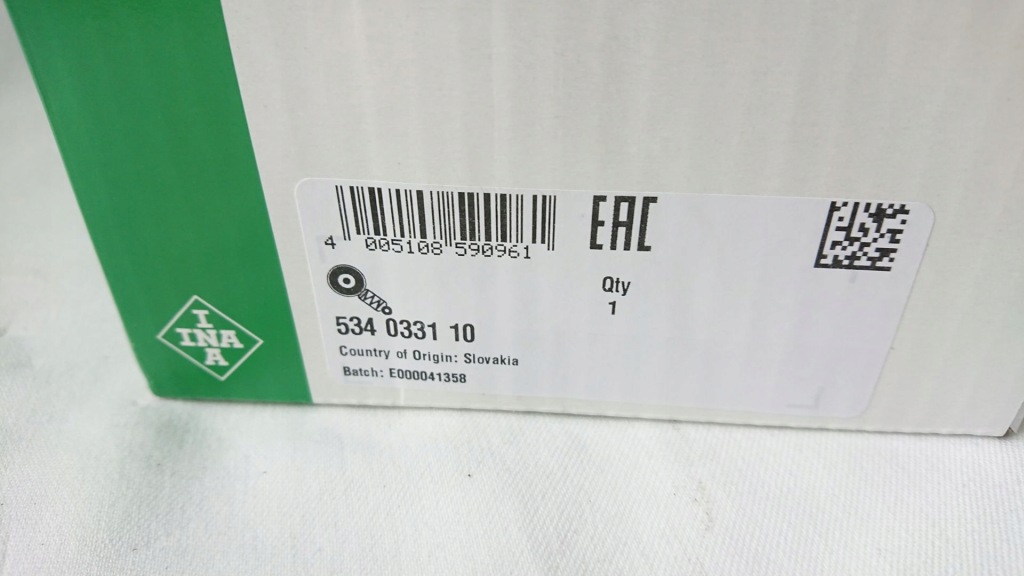 I
INA
A
4 005108 590961
EAC
Qty
1
534 0331 10
Country of Origin: Slovakia
Batch: E000041358